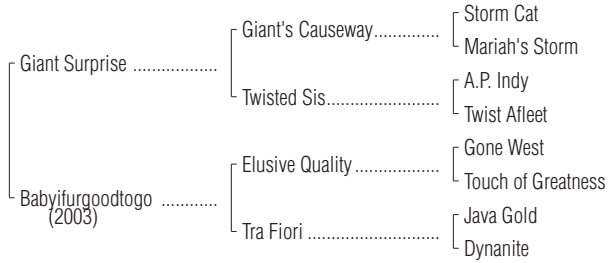 Storm Cat
Giant's Causeway..............
Mariah's Storm
Giant Surprise ..................
A.P. Indy
Twisted Sis........................
Twist Afleet
Gone West
Elusive Quality ..................
Touch of Greatness
Babyifurgoodtogo ............
(2003)
Java Gold
Tra Fiori ............................
Dynanite